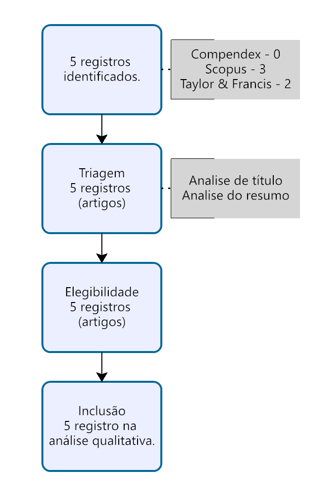 5 registros
identificados.
Compendex - 0
Scopus - 3
Taylor & Francis - 2
Triagem
5 registros
(artigos)
Analise de título
Analise do resumo
Elegibilidade
5 registros
(artigos)
Inclusão
5 registro na
análise qualitativa.